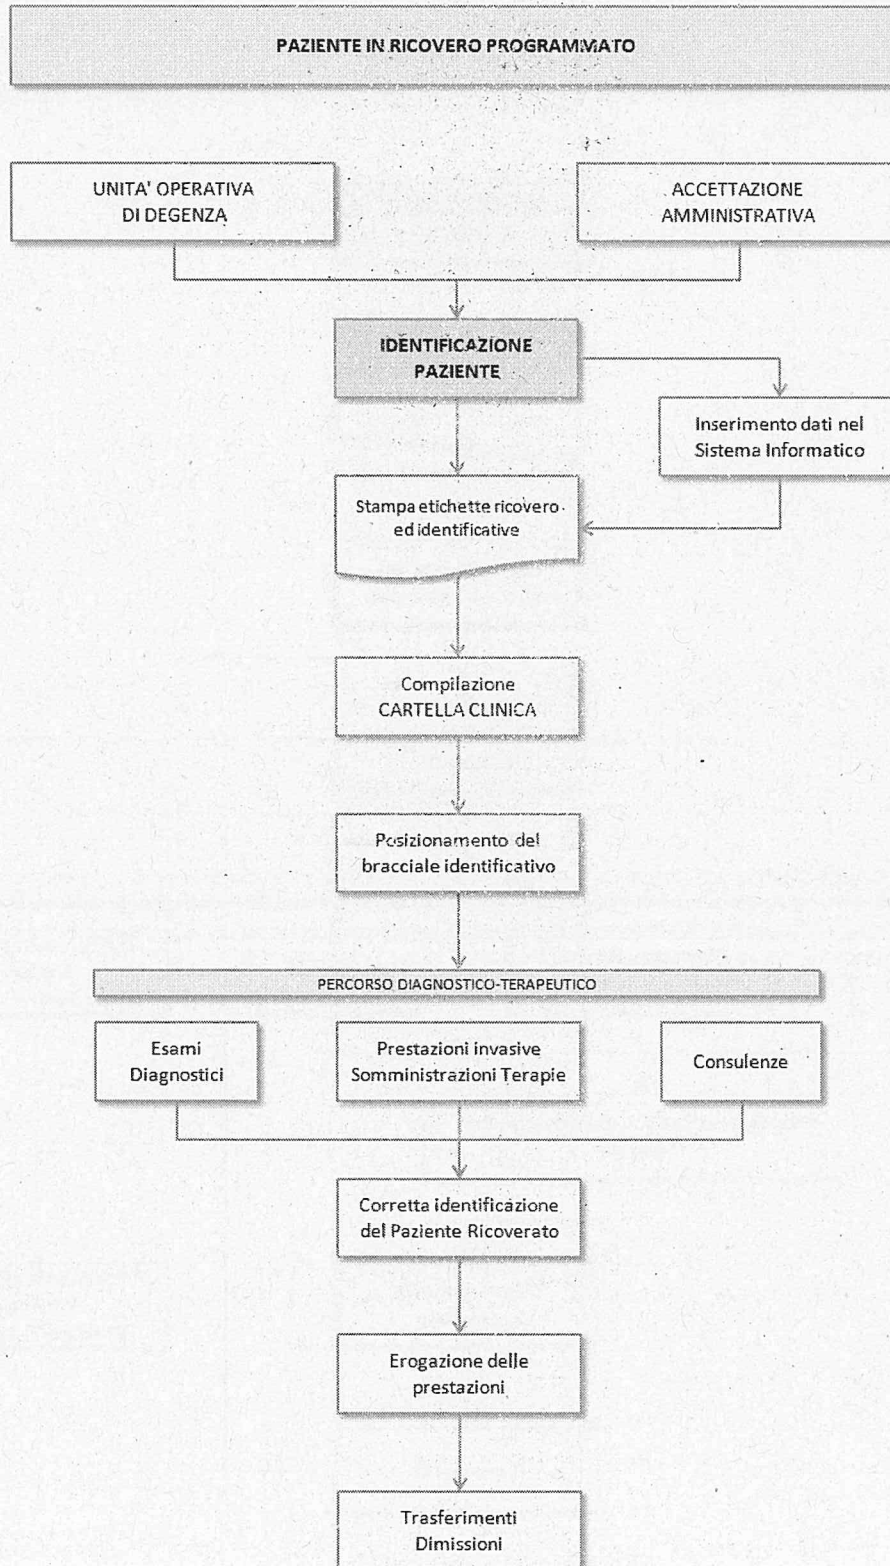 PAZIENTE IN RICOVERO PROGRAMMATO
UNITA' OPERATIVA
DI DEGENZA
ACCETTAZIONE
AMMINISTRATIVA
IDENTIFICAZIONE
PAZIENTE
Inserimento dati nel
Sistema Informatico
Stampa etichette ricovero
ed identificative
Compilazione
CARTELLA CLINICA
Posizionamento del
bracciale identificativo
PERCORSO DIAGNOSTICO-TERAPEUTICO
Esami
Diagnostici
Prestazioni invasive
Somministrazioni Terapie
Consulenze
Corretta identificazione
del Paziente Ricoverato
Erogazione delle
prestazioni
Trasferimenti
Dimissioni